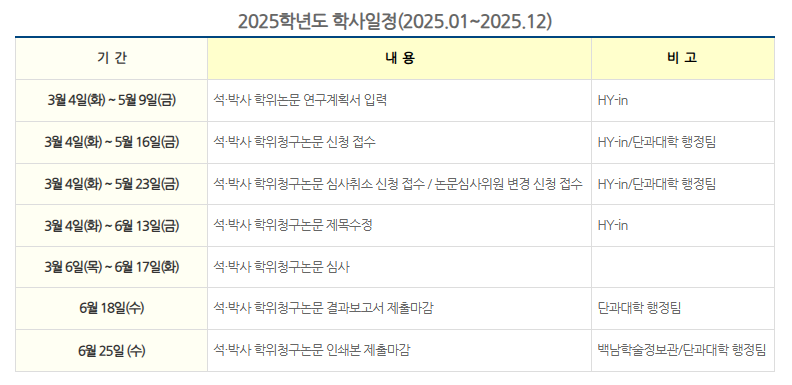 2025학년도 학사일정(2025.01~2025.12)
기 간 내 용 비 고
3월 4일(화) ~ 5월 9일(금) 석·박사 학위논문 연구계획서 입력 HY-in
3월 4일(화) ~ 5월 16일(금) 석·박사 학위청구논문 신청 접수 HY-in/단과대학 행정팀
3월 4일(화) ~ 5월 23일(금) 석·박사 학위청구논문 심사취소 신청 접수 / 논문심사위원 변경 신청 접수 HY-in/단과대학 행정팀
3월 4일(화) ~ 6월 13일(금) 석·박사 학위청구논문 제목수정 HY-in
3월 6일(목) ~ 6월 17일(화) 석·박사 학위청구논문 심사
6월 18일(수) 석·박사 학위청구논문 결과보고서 제출마감 단과대학 행정팀
6월 25일 (수) 석·박사 학위청구논문 인쇄본 제출마감 백남학술정보관/단과대학 행정팀